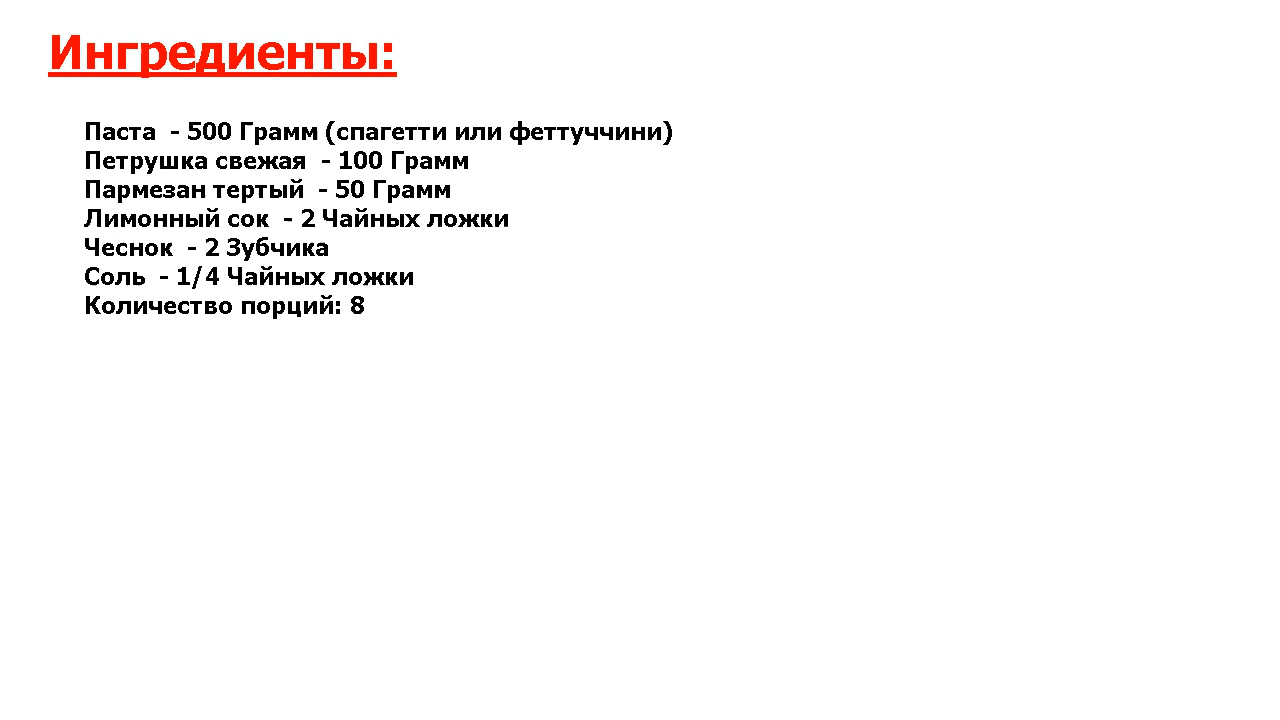 Ингредиенты:
Паста  - 500 Грамм (спагетти или феттуччини)
Петрушка свежая  - 100 Грамм
Пармезан тертый  - 50 Грамм
Лимонный сок  - 2 Чайных ложки
Чеснок  - 2 Зубчика
Соль  - 1/4 Чайных ложки
Количество порций: 8